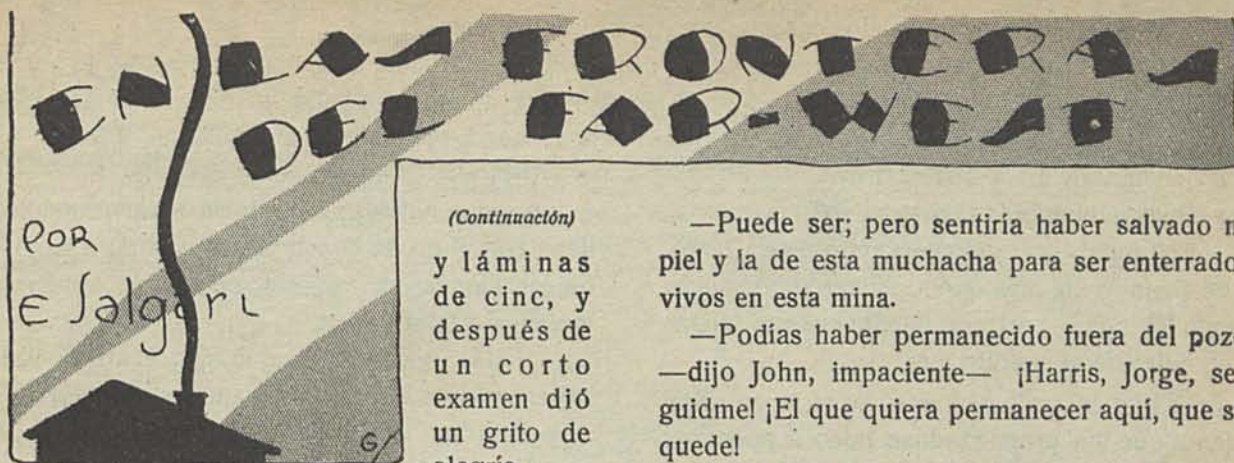 EN LAS FRONTERAS
DEL FAR-WEST
POR
E Salgari
G/
(Continuación)
y láminas
de cinc, y
después de
un corto
examen dió
un grito de
—Puede ser; pero sentiría haber salvado
piel y la de esta muchacha para ser enterrado
vivos en esta mina.
—Podías haber permanecido fuera del poz
—dijo John, impaciente— ¡Harris, Jorge, se
guidme! ¡El que quiera permanecer aquí, que s
quede!